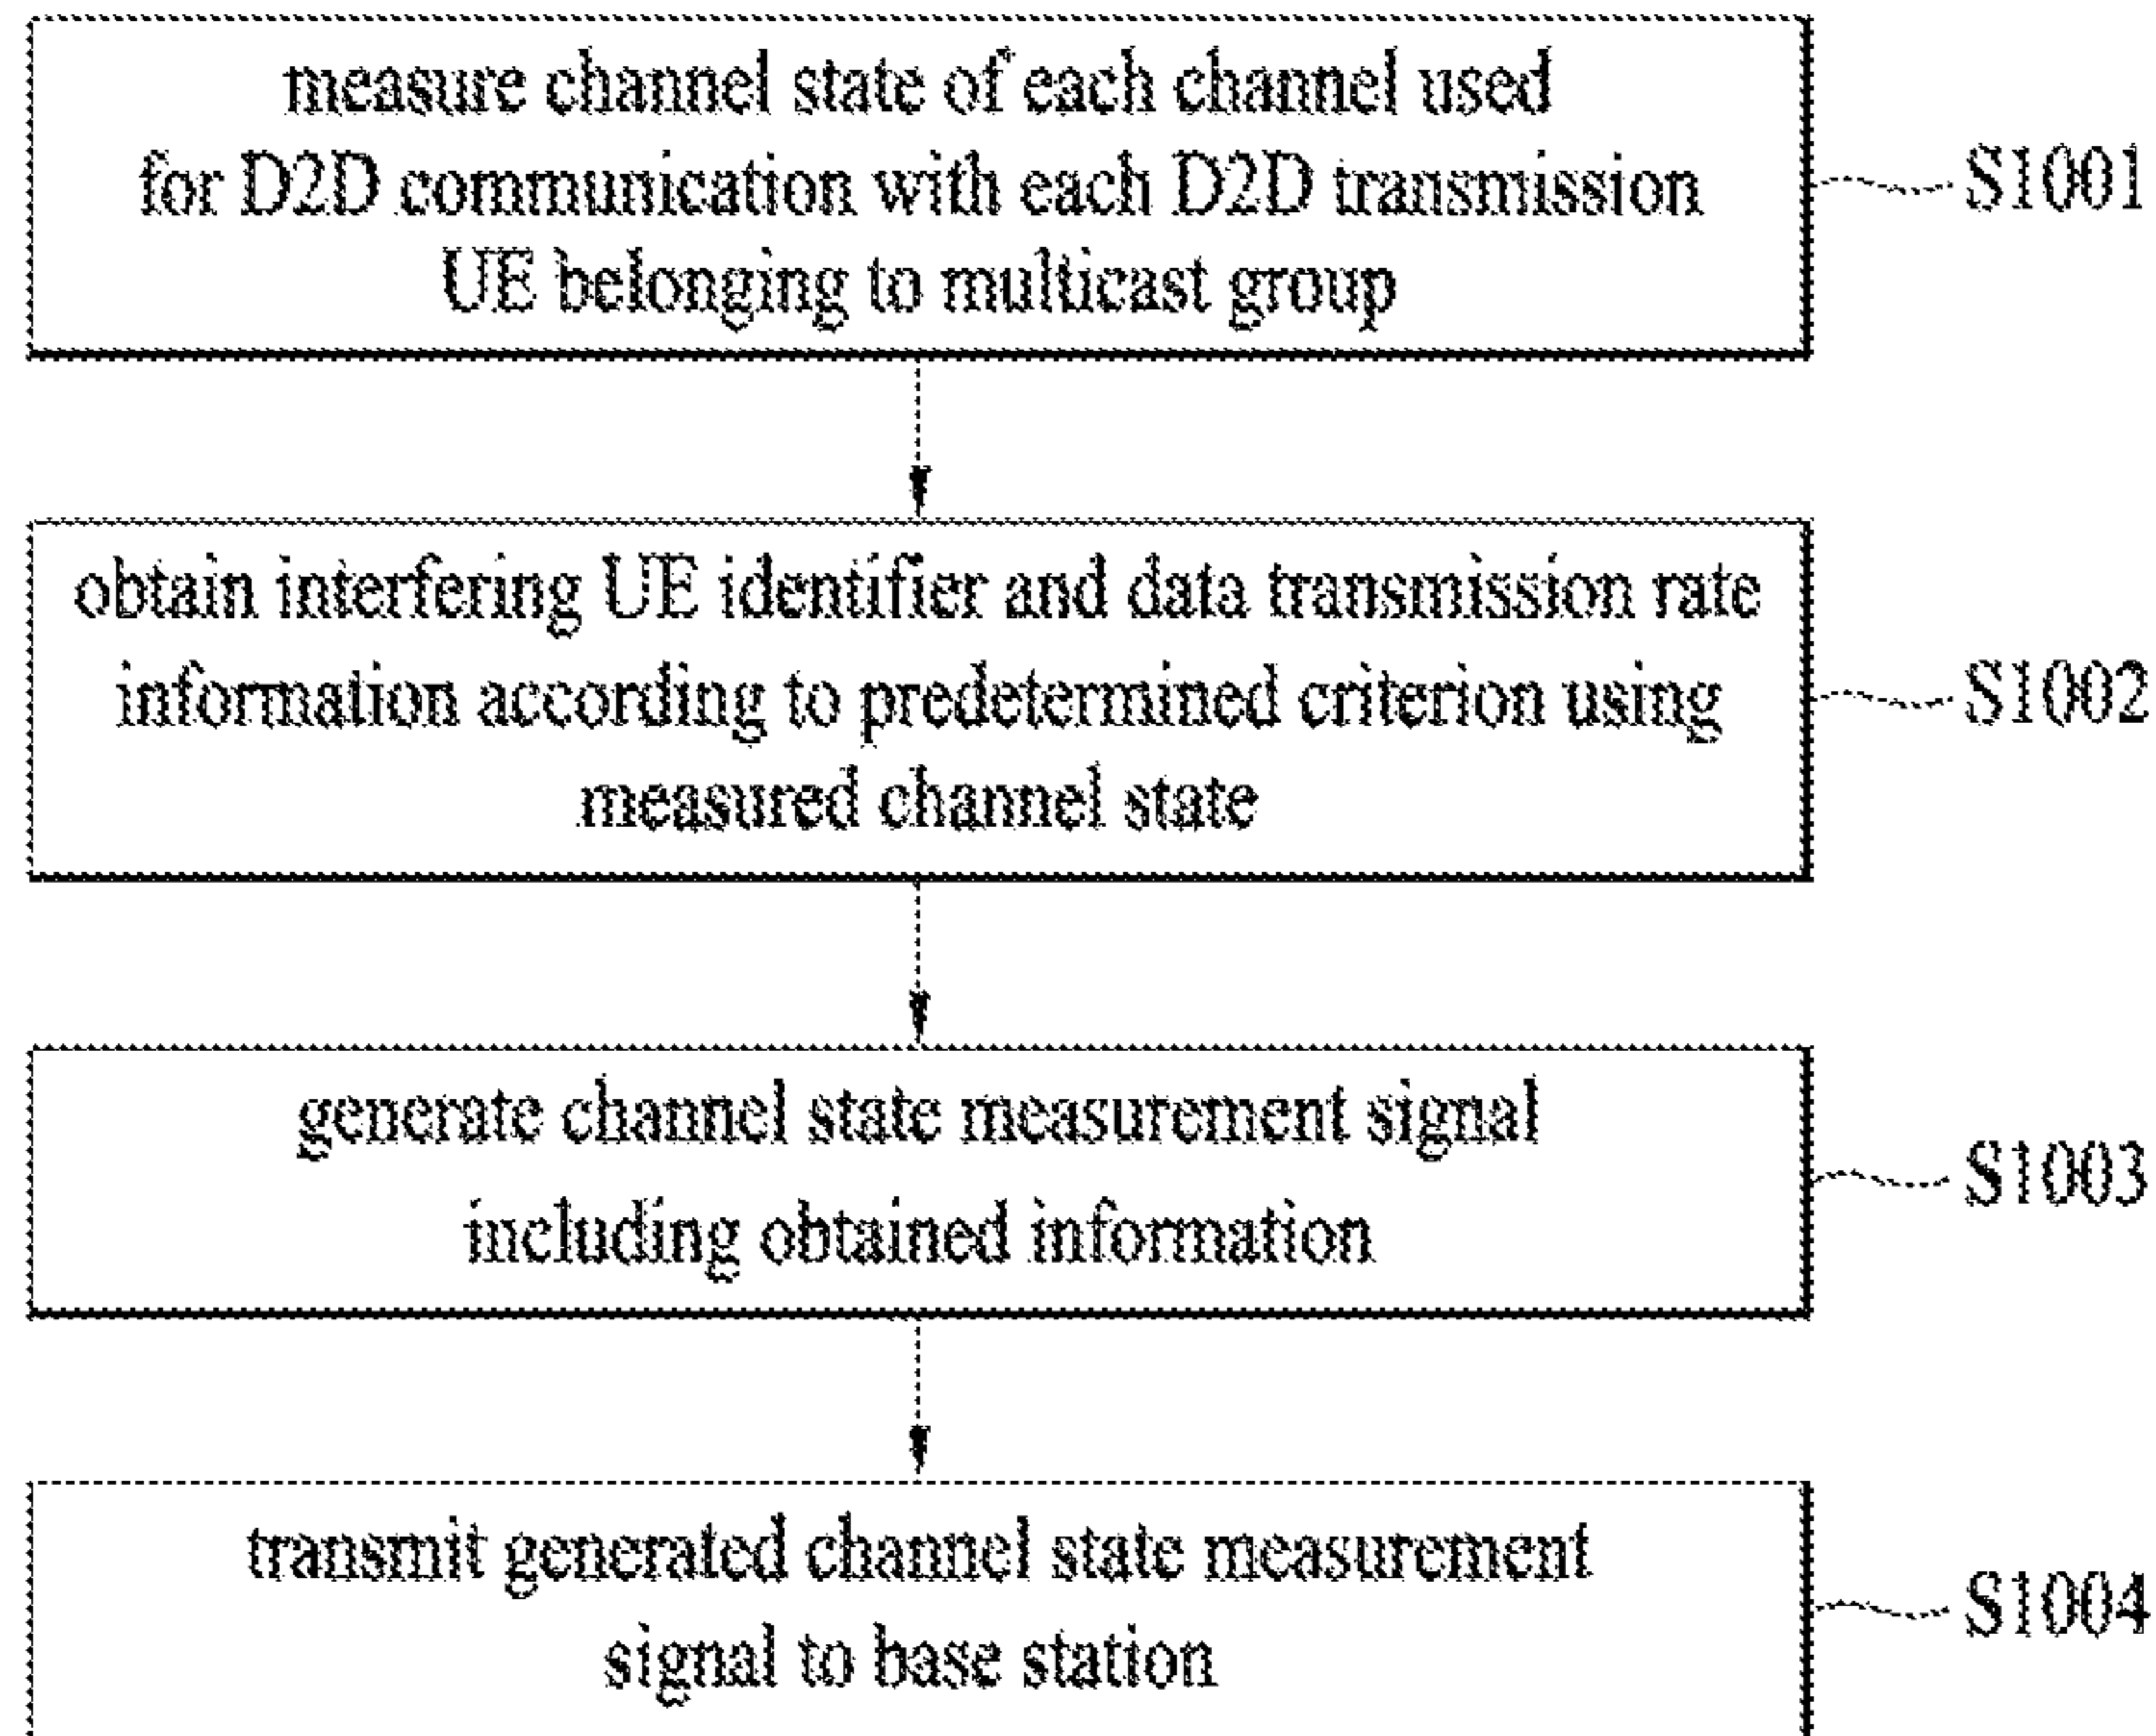 measure channel state of each channel used
for D2D communication with each D2D transmission
UE belonging to multicast group
S1001
obtain interfering UE identifier and data transmission rate
information according to predetermined criterion using
measured channel state
S1002
generate channel state measurement signal
including obtained information
S1003
transmit generated channel state measurement
signal to base station
S1004